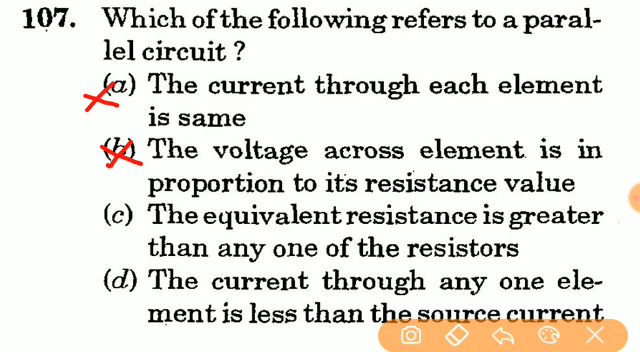 107. Which of the following refers to a paral-
lel circuit ?
(a) The current through each element
is same
(b) The voltage across element is in
proportion to its resistance value
(c) The equivalent resistance is greater
than any one of the resistors
(d) The current through any one ele-
ment is less than the source current